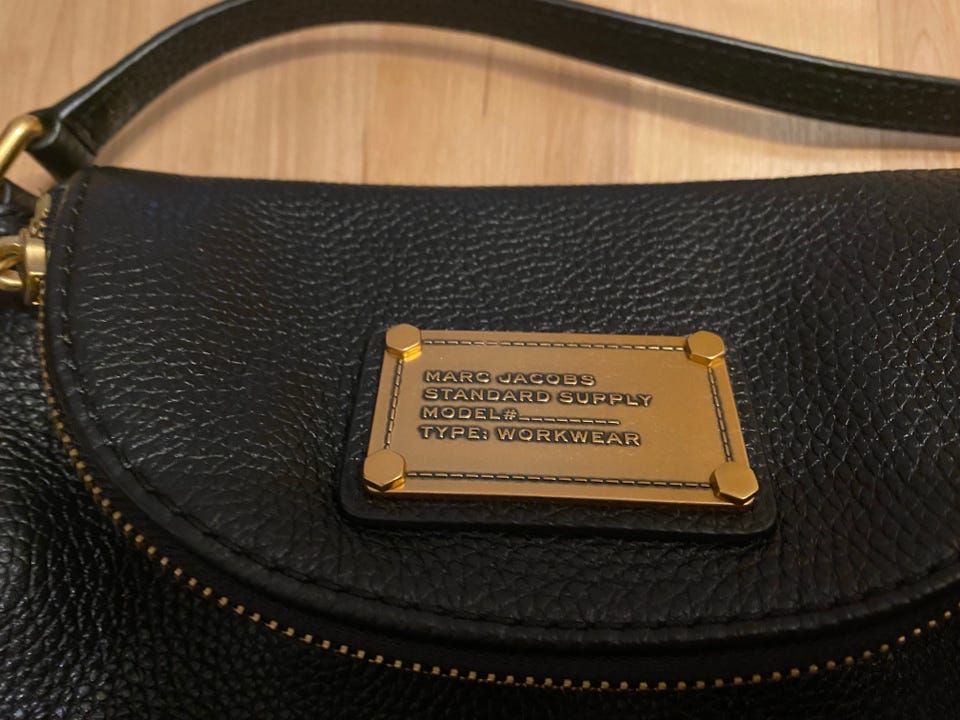 MARC JACOBS
STANDARD SUPPLY
MODEL#________
TYPE: WORKWEAR